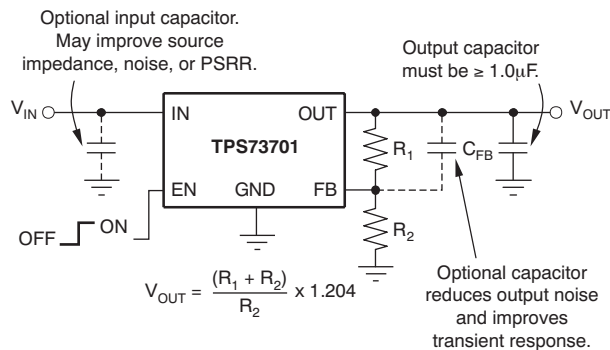 Optional input capacitor.
May improve source
impedance, noise, or PSRR.
Output capacitor
must be ≥ 1.0μF.
V_IN
IN
OUT
V_OUT
TPS73701
R_1
C_FB
EN
GND
FB
OFF
ON
R_2
V_OUT = (R_1 + R_2) / R_2 x 1.204
Optional capacitor
reduces output noise
and improves
transient response.